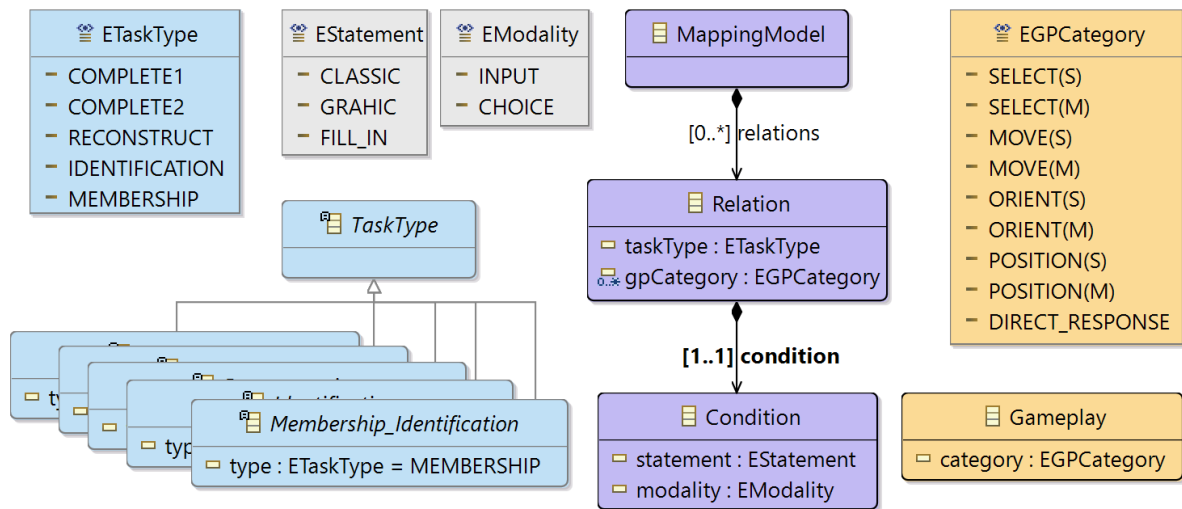 ETaskType
COMPLETE1
COMPLETE2
RECONSTRUCT
IDENTIFICATION
MEMBERSHIP
EStatement
CLASSIC
GRAHIC
FILL_IN
EModality
INPUT
CHOICE
MappingModel
[0..*] relations
Relation
taskType : ETaskType
0..*
gpCategory : EGPCategory
[1..1] condition
Condition
statement : EStatement
modality : EModality
EGPCategory
SELECT(S)
SELECT(M)
MOVE(S)
MOVE(M)
ORIENT(S)
ORIENT(M)
POSITION(S)
POSITION(M)
DIRECT_RESPONSE
Gameplay
category : EGPCategory
TaskType
Membership_Identification
type : ETaskType = MEMBERSHIP